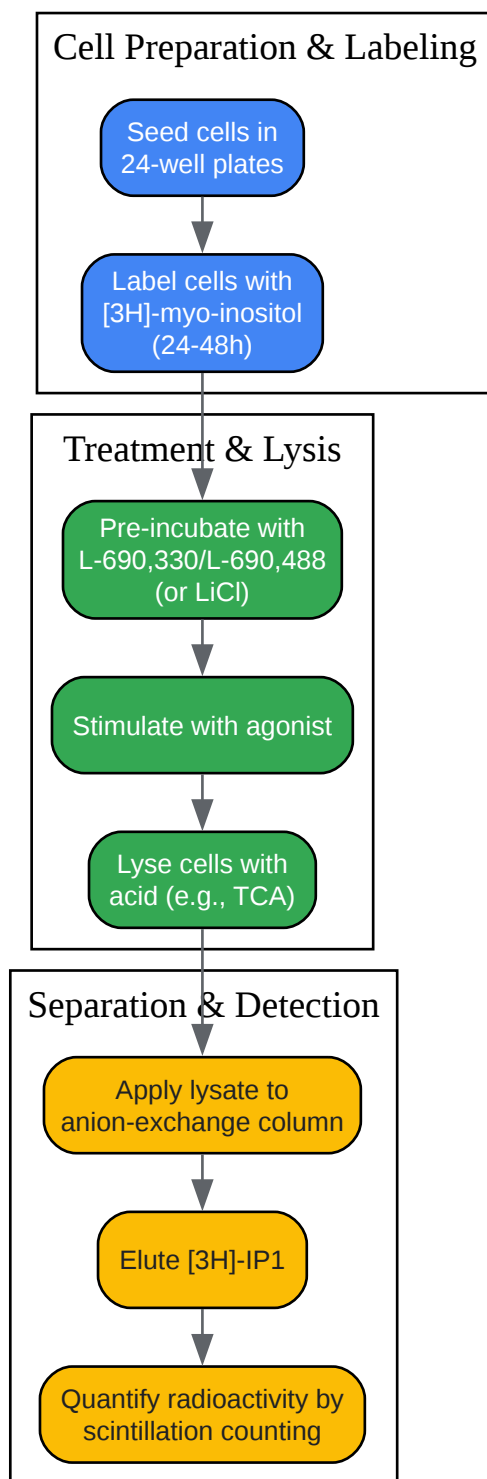 Cell Preparation & Labeling
Seed cells in
24-well plates
Label cells with
[3H]-myo-inositol
(24-48h)
Treatment & Lysis
Pre-incubate with
L-690,330/L-690,488
(or LiCl)
Stimulate with agonist
Lyse cells with
acid (e.g., TCA)
Separation & Detection
Apply lysate to
anion-exchange column
Elute [3H]-IP1
Quantify radioactivity by
scintillation counting